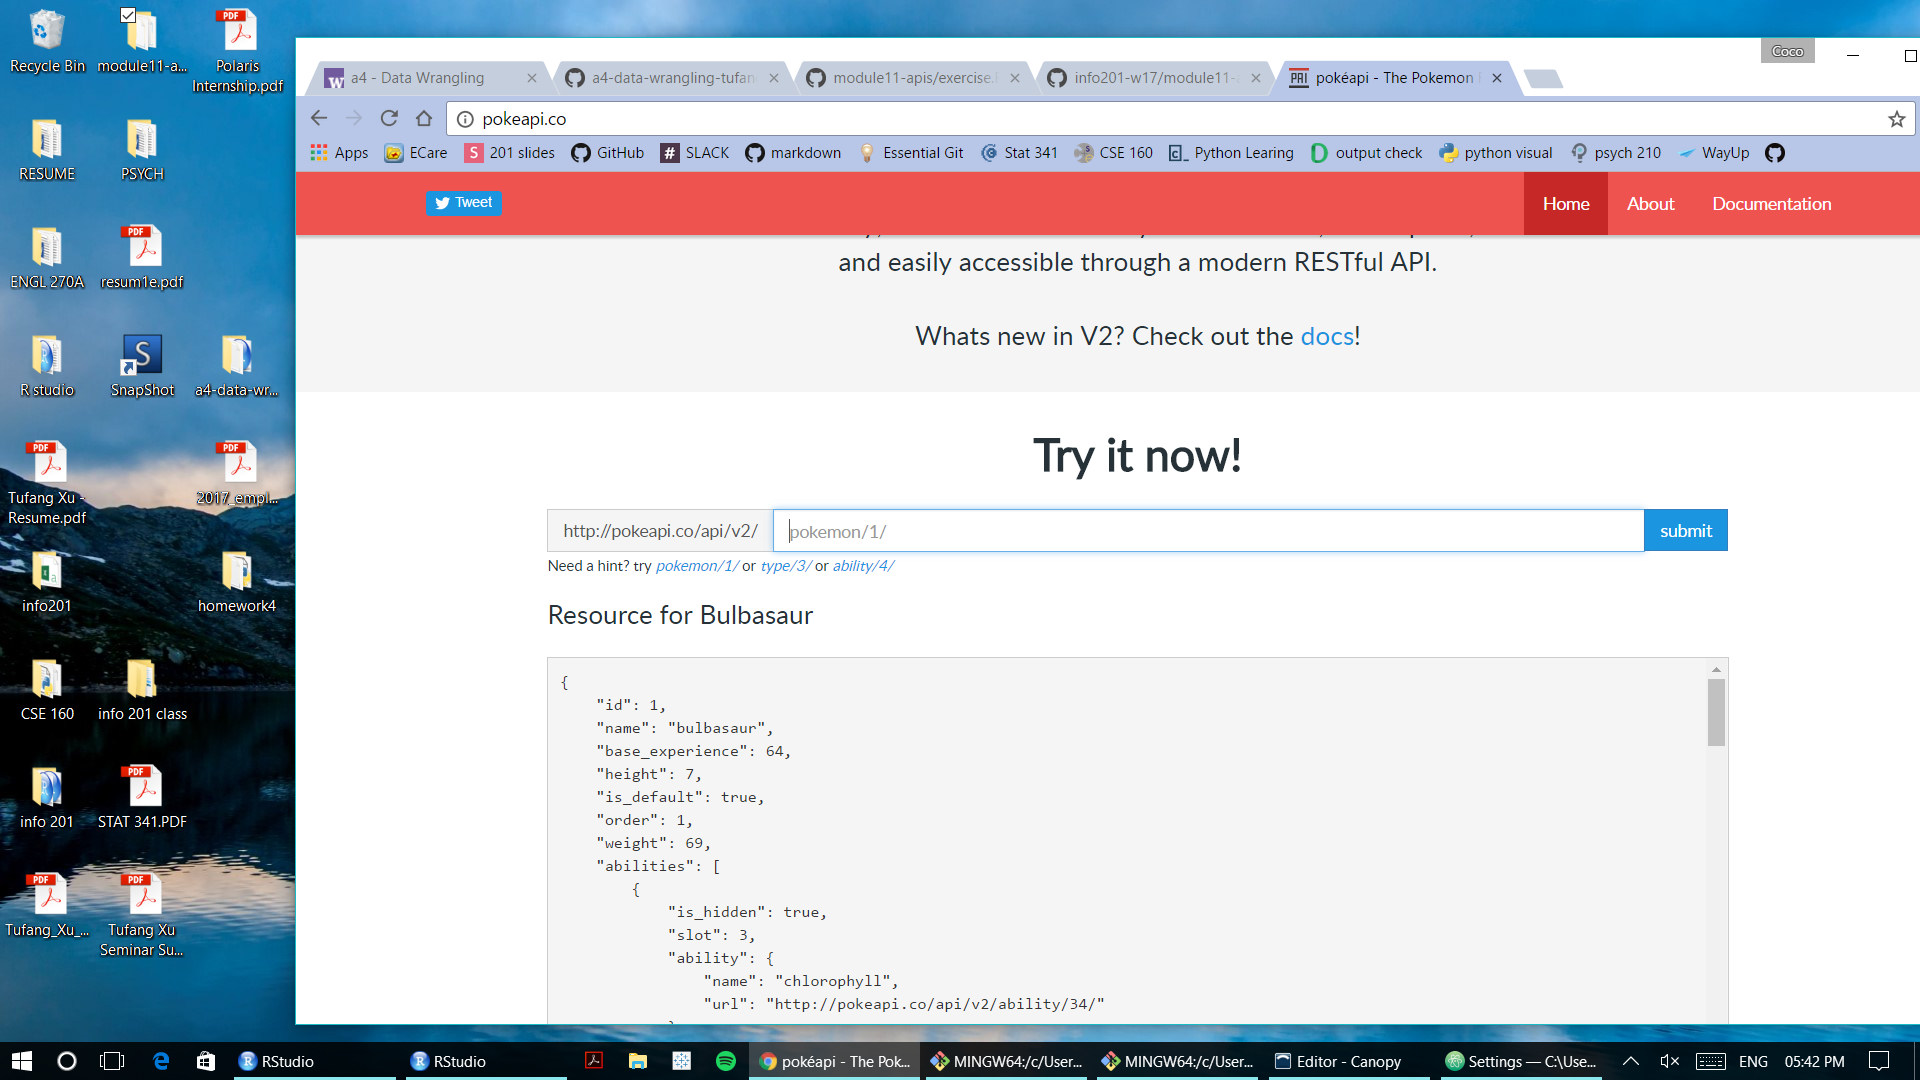 Recycle Bin
module11-a...
Polaris
Internship.pdf
RESUME
PSYCH
ENGL 270A
resum1e.pdf
R studio
SnapShot
a4-data-wr...
Tufang Xu -
Resume.pdf
2017_empl...
info201
homework4
CSE 160
info 201 class
info 201
STAT 341.PDF
Tufang_Xu_...
Tufang Xu
Seminar Su...
Coco
a4 - Data Wrangling
a4-data-wrangling-tufan
module11-apis/exercise.
info201-w17/module11-
pokéapi - The Pokemon
pokeapi.co
Apps
ECare
201 slides
GitHub
SLACK
markdown
Essential Git
Stat 341
CSE 160
Python Learing
output check
python visual
psych 210
WayUp
Tweet
Home
About
Documentation
and easily accessible through a modern RESTful API.
Whats new in V2? Check out the docs!
Try it now!
http://pokeapi.co/api/v2/
pokemon/1/
submit
Need a hint? try pokemon/1/ or type/3/ or ability/4/
Resource for Bulbasaur
{
"id": 1,
"name": "bulbasaur",
"base_experience": 64,
"height": 7,
"is_default": true,
"order": 1,
"weight": 69,
"abilities": [
{
"is_hidden": true,
"slot": 3,
"ability": {
"name": "chlorophyll",
"url": "http://pokeapi.co/api/v2/ability/34/"
RStudio
RStudio
pokéapi - The Pok...
MINGW64:/c/User...
MINGW64:/c/User...
Editor - Canopy
Settings — C:\Use...
ENG
05:42 PM